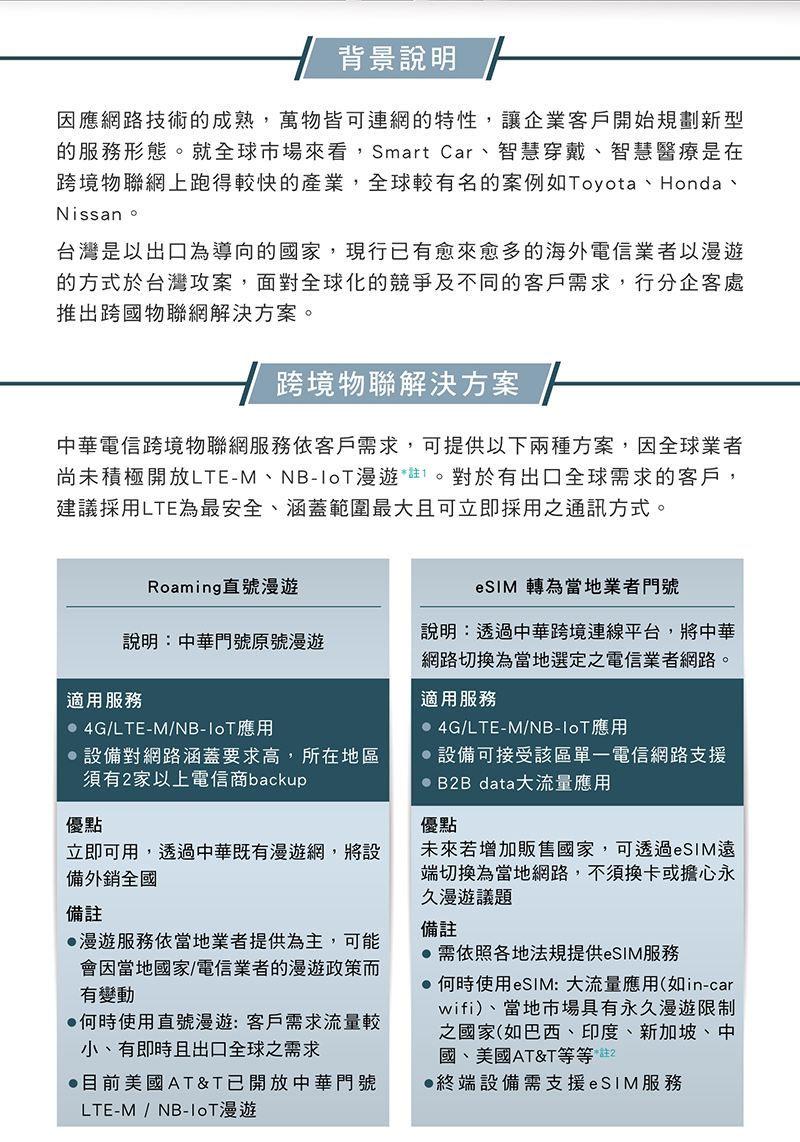 背景說明
因應網路技術的成熟，萬物皆可連網的特性，讓企業客戶開始規劃新型
的服務形態。就全球市場來看，Smart Car、智慧穿戴、智慧醫療是在
跨境物聯網上跑得較快的產業，全球較有名的案例如Toyota、Honda、
Nissan。
台灣是以出口為導向的國家，現行已有愈來愈多的海外電信業者以漫遊
的方式於台灣攻案，面對全球化的競爭及不同的客戶需求，行分企客處
推出跨國物聯網解決方案。
跨境物聯解決方案
中華電信跨境物聯網服務依客戶需求，可提供以下兩種方案，因全球業者
尚未積極開放LTE-M、NB-IoT漫遊*註1。對於有出口全球需求的客戶，
建議採用LTE為最安全、涵蓋範圍最大且可立即採用之通訊方式。
Roaming直號漫遊
說明：中華門號原號漫遊
適用服務
● 4G/LTE-M/NB-IoT應用
● 設備對網路涵蓋要求高，所在地區
須有2家以上電信商backup
優點
立即可用，透過中華既有漫遊網，將設
備外銷全國
備註
●漫遊服務依當地業者提供為主，可能
會因當地國家/電信業者的漫遊政策而
有變動
●何時使用直號漫遊: 客戶需求流量較
小、有即時且出口全球之需求
●目前美國AT&T已開放中華門號
LTE-M / NB-IoT漫遊
eSIM 轉為當地業者門號
說明：透過中華跨境連線平台，將中華
網路切換為當地選定之電信業者網路。
適用服務
● 4G/LTE-M/NB-IoT應用
● 設備可接受該區單一電信網路支援
● B2B data大流量應用
優點
未來若增加販售國家，可透過eSIM遠
端切換為當地網路，不須換卡或擔心永
久漫遊議題
備註
● 需依照各地法規提供eSIM服務
● 何時使用eSIM: 大流量應用(如in-car
wifi)、當地市場具有永久漫遊限制
之國家(如巴西、印度、新加坡、中
國、美國AT&T等等*註2
●終端設備需支援eSIM服務